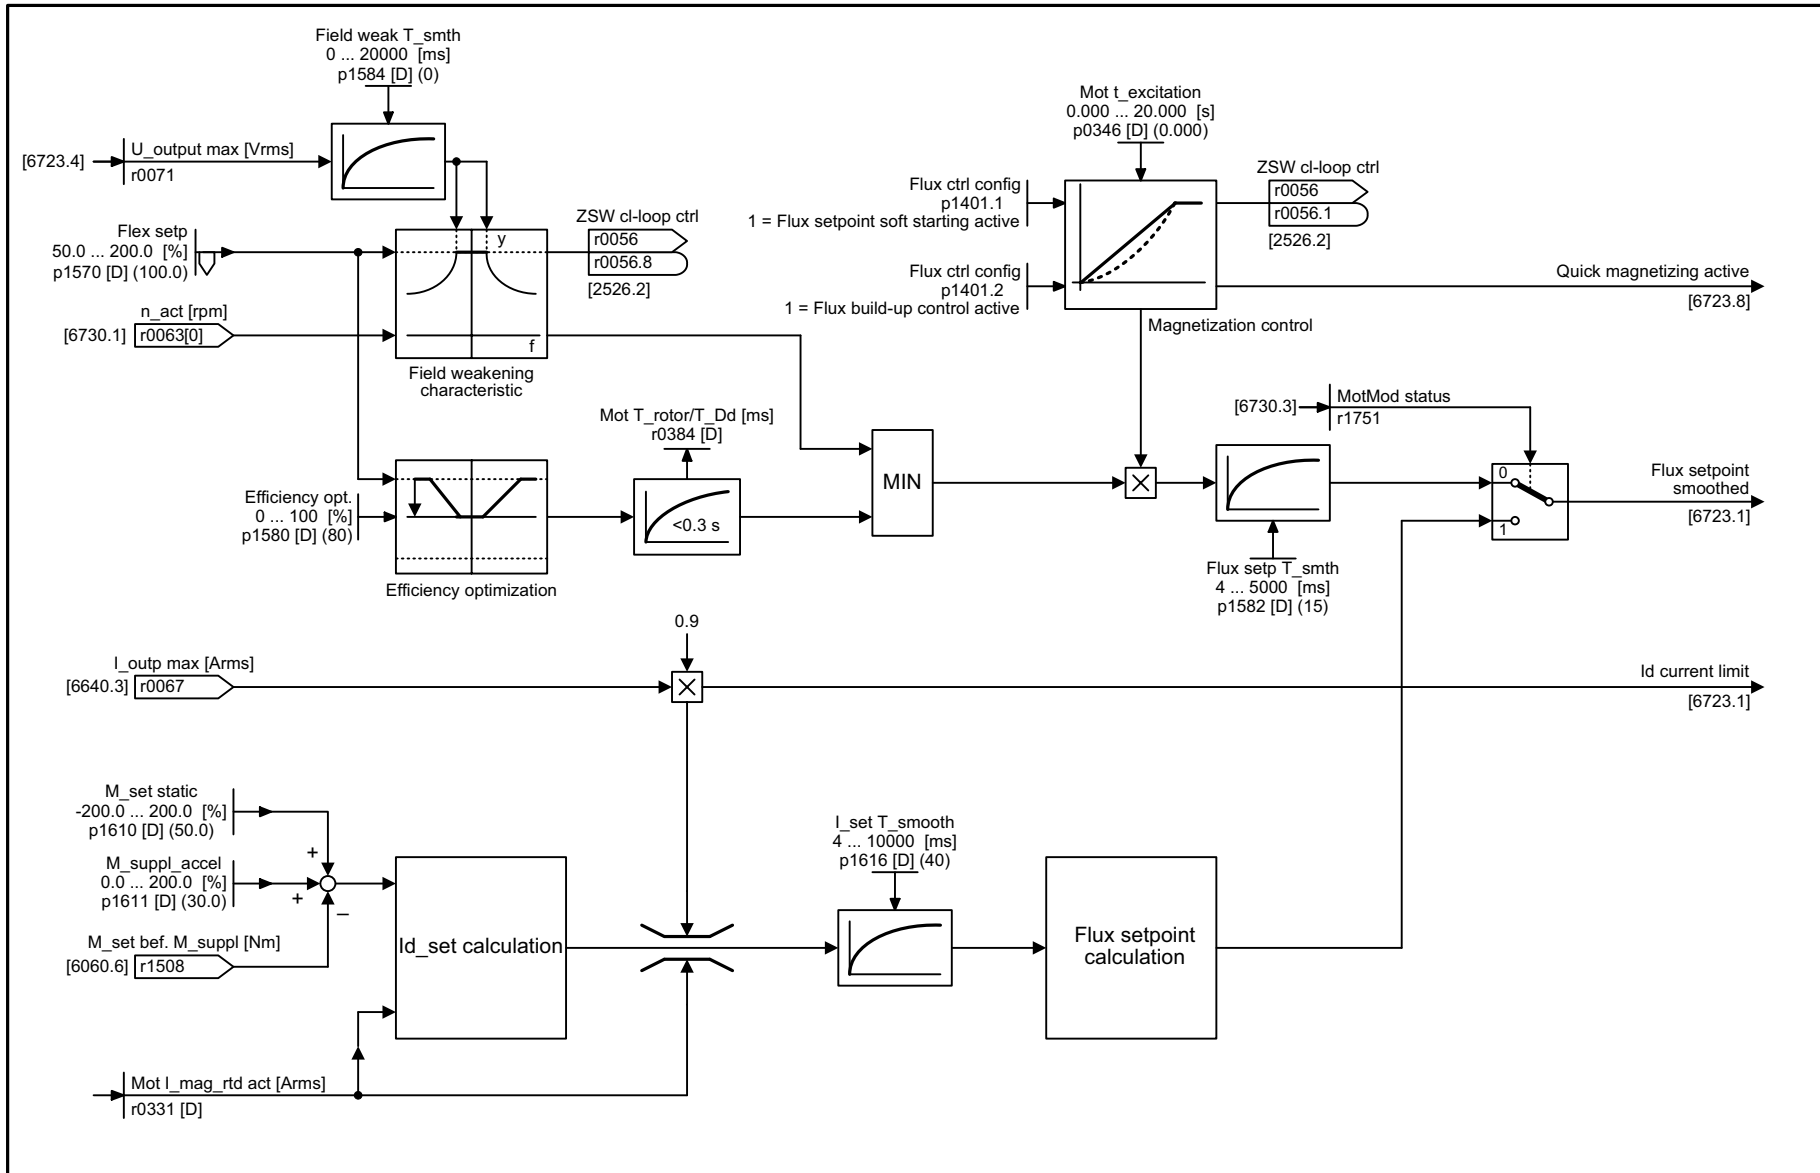 Field weak T_smth
0 ... 20000 [ms]
p1584 [D] (0)
[6723.4]
U_output max [Vrms]
r0071
Flex setp
50.0 ... 200.0 [%]
p1570 [D] (100.0)
n_act [rpm]
[6730.1]
r0063[0]
y
f
Field weakening
characteristic
ZSW cl-loop ctrl
r0056
r0056.8
[2526.2]
Mot t_excitation
0.000 ... 20.000 [s]
p0346 [D] (0.000)
Flux ctrl config
p1401.1
1 = Flux setpoint soft starting active
Flux ctrl config
p1401.2
1 = Flux build-up control active
Magnetization control
ZSW cl-loop ctrl
r0056
r0056.1
[2526.2]
Quick magnetizing active
[6723.8]
Efficiency opt.
0 ... 100 [%]
p1580 [D] (80)
Efficiency optimization
Mot T_rotor/T_Dd [ms]
r0384 [D]
<0.3 s
MIN
[6730.3]
MotMod status
r1751
Flux setp T_smth
4 ... 5000 [ms]
p1582 [D] (15)
0
1
Flux setpoint
smoothed
[6723.1]
0.9
I_outp max [Arms]
[6640.3]
r0067
Id current limit
[6723.1]
M_set static
-200.0 ... 200.0 [%]
p1610 [D] (50.0)
+
M_suppl_accel
0.0 ... 200.0 [%]
p1611 [D] (30.0)
+
–
M_set bef. M_suppl [Nm]
[6060.6]
r1508
Id_set calculation
I_set T_smooth
4 ... 10000 [ms]
p1616 [D] (40)
Flux setpoint
calculation
Mot I_mag_rtd act [Arms]
r0331 [D]